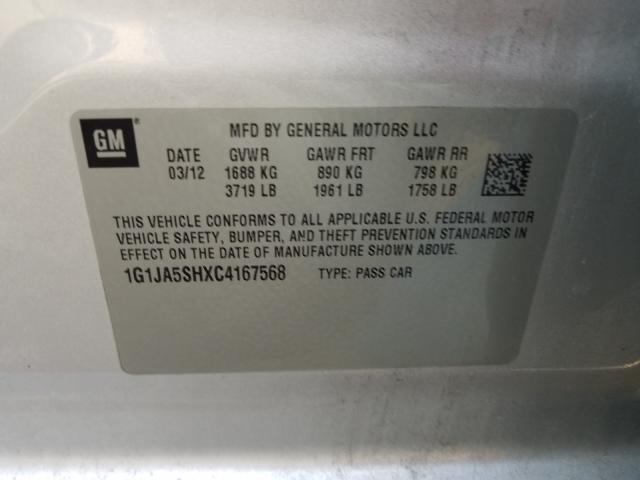 GM ®
MFD BY GENERAL MOTORS LLC
DATE GVWR GAWR FRT GAWR RR
03/12 1688 KG 890 KG 798 KG
3719 LB 1961 LB 1758 LB
THIS VEHICLE CONFORMS TO ALL APPLICABLE U.S. FEDERAL MOTOR
VEHICLE SAFETY, BUMPER, AND THEFT PREVENTION STANDARDS IN
EFFECT ON THE DATE OF MANUFACTURE SHOWN ABOVE.
1G1JA5SHXC4167568 TYPE: PASS CAR